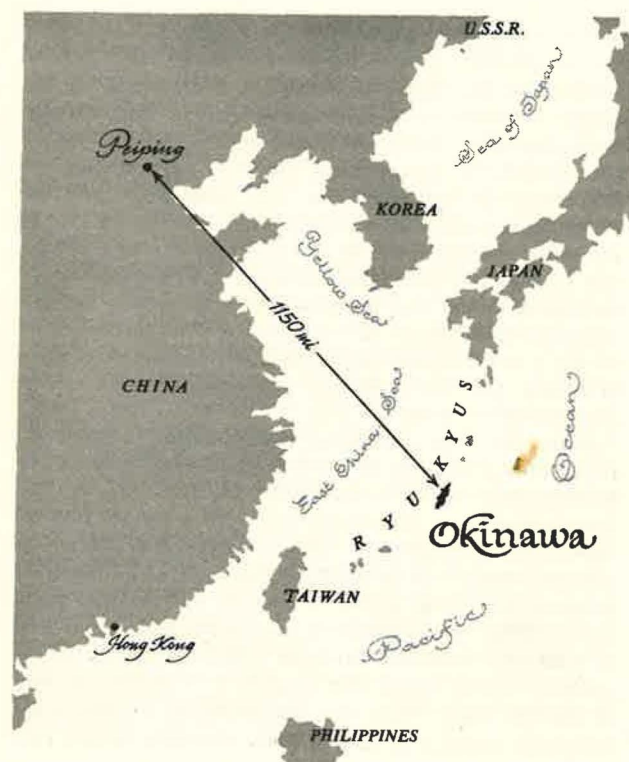 U.S.S.R.
Sea of Japan
Peiping
KOREA
Yellow Sea
JAPAN
1150 mi
CHINA
East China Sea
RYUKYUS
Ocean
Okinawa
TAIWAN
Pacific
Hong Kong
PHILIPPINES